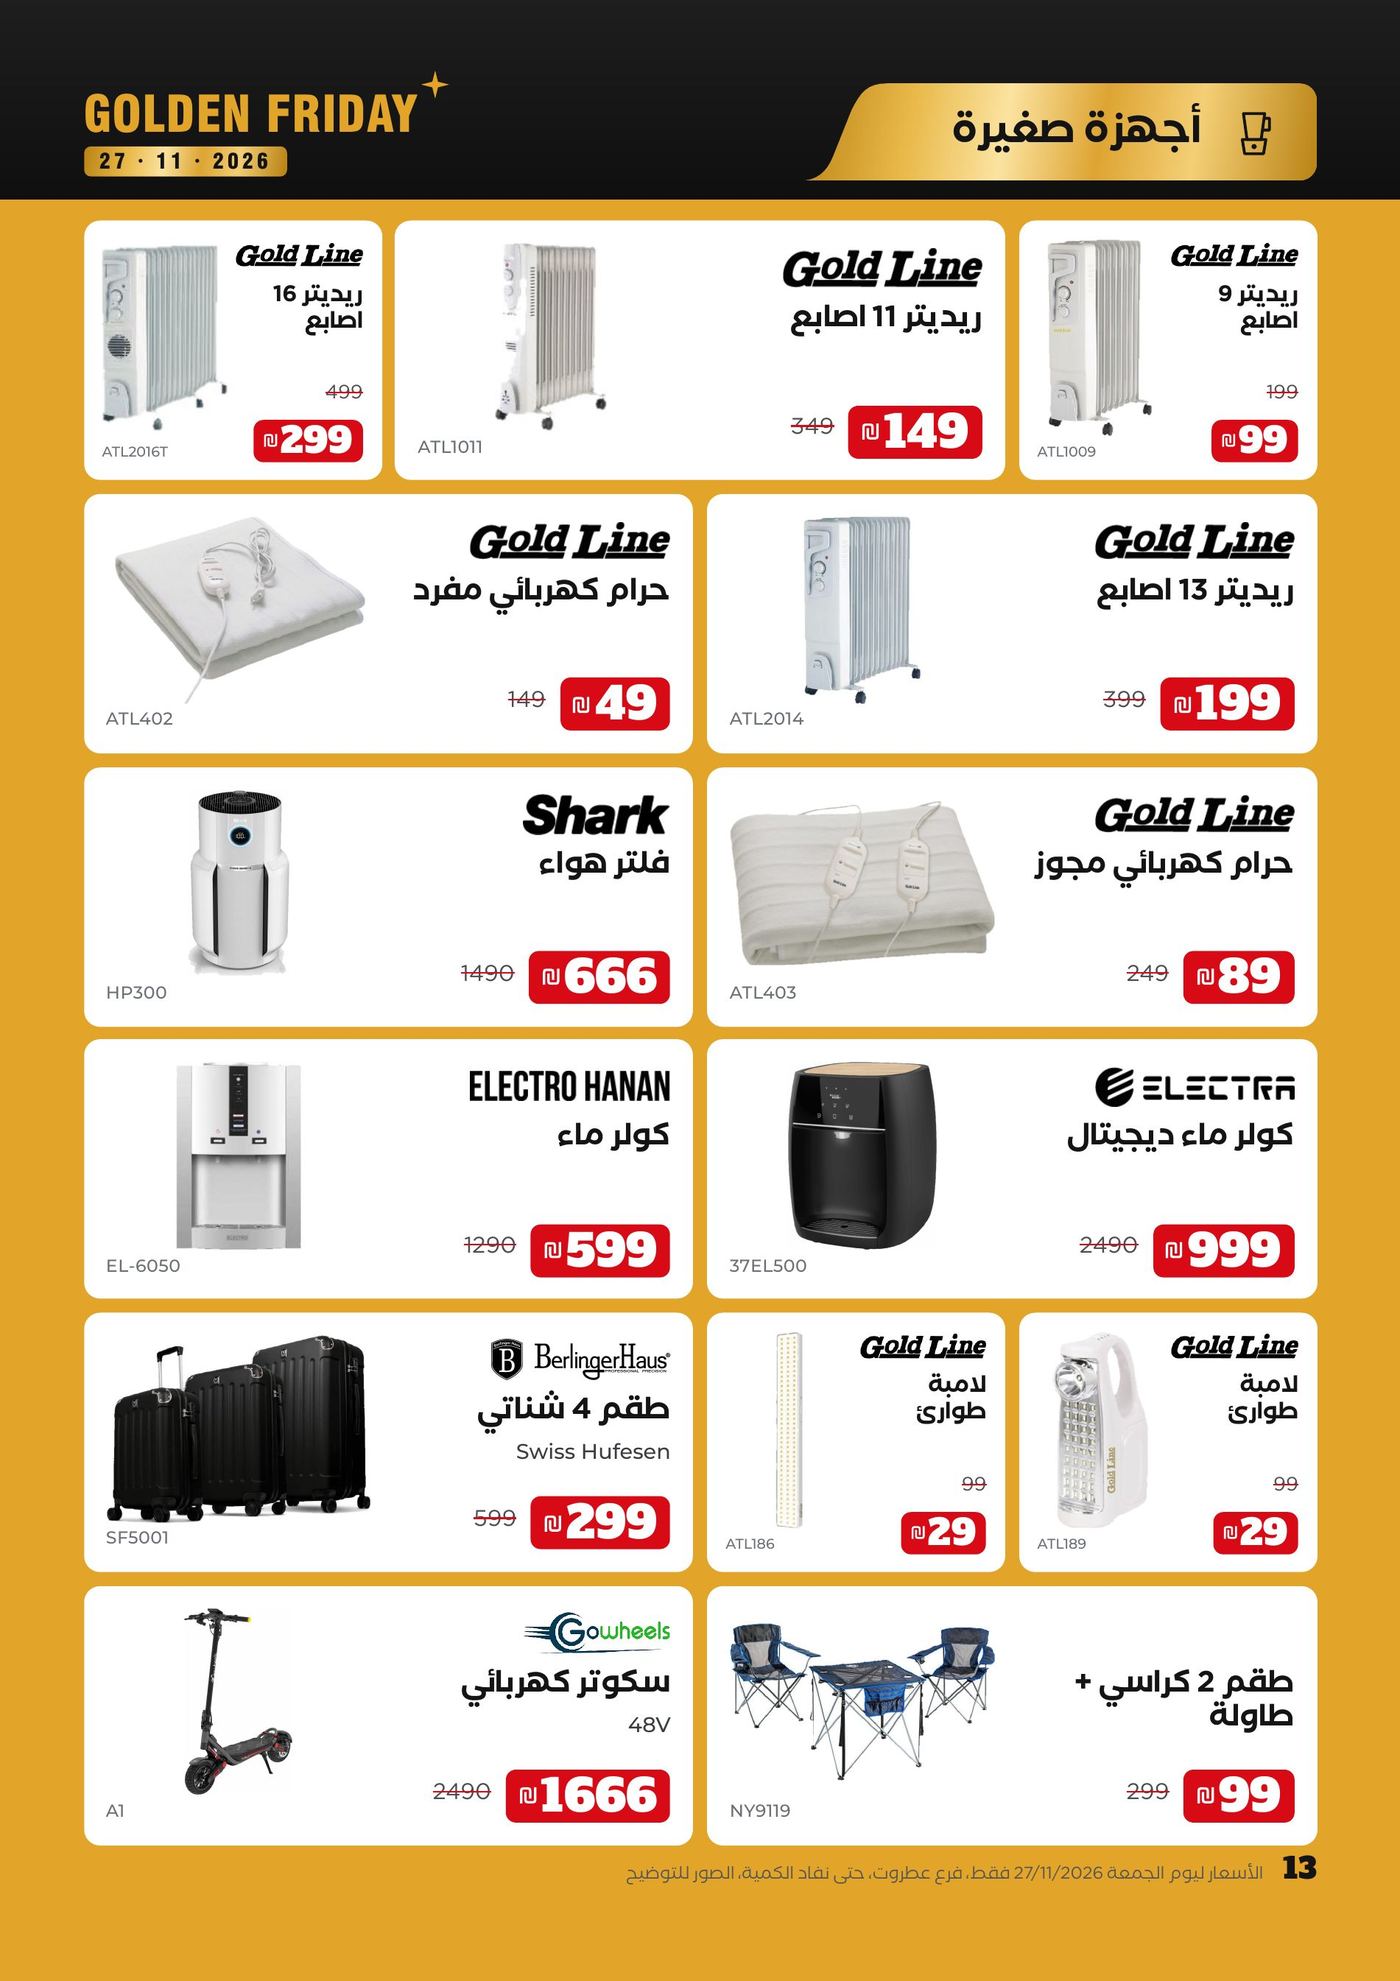 GOLDEN FRIDAY
27 · 11 · 2026
أجهزة صغيرة
Gold Line
ريديتر 9
اصابع
199
₪99
ATL1009
Gold Line
ريديتر 11 اصابع
349
₪149
ATL1011
Gold Line
ريديتر 16
اصابع
499
₪299
ATL2016T
Gold Line
ريديتر 13 اصابع
399
₪199
ATL2014
Gold Line
حرام كهربائي مفرد
149
₪49
ATL402
Gold Line
حرام كهربائي مجوز
249
₪89
ATL403
Shark
فلتر هواء
1490
₪666
HP300
ELECTRA
كولر ماء ديجيتال
2490
₪999
37EL500
ELECTRO HANAN
كولر ماء
1290
₪599
EL-6050
Gold Line
لامبة
طوارئ
99
₪29
ATL189
Gold Line
Gold Line
لامبة
طوارئ
99
₪29
ATL186
BerlingerHaus
PROFESSIONAL PRECISION
طقم 4 شناتي
Swiss Hufesen
599
₪299
SF5001
طقم 2 كراسي +
طاولة
299
₪99
NY9119
Gowheels
سكوتر كهربائي
48V
2490
₪1666
A1
13
الأسعار ليوم الجمعة 27/11/2026 فقط، فرع عطروت، حتى نفاد الكمية، الصور للتوضيح